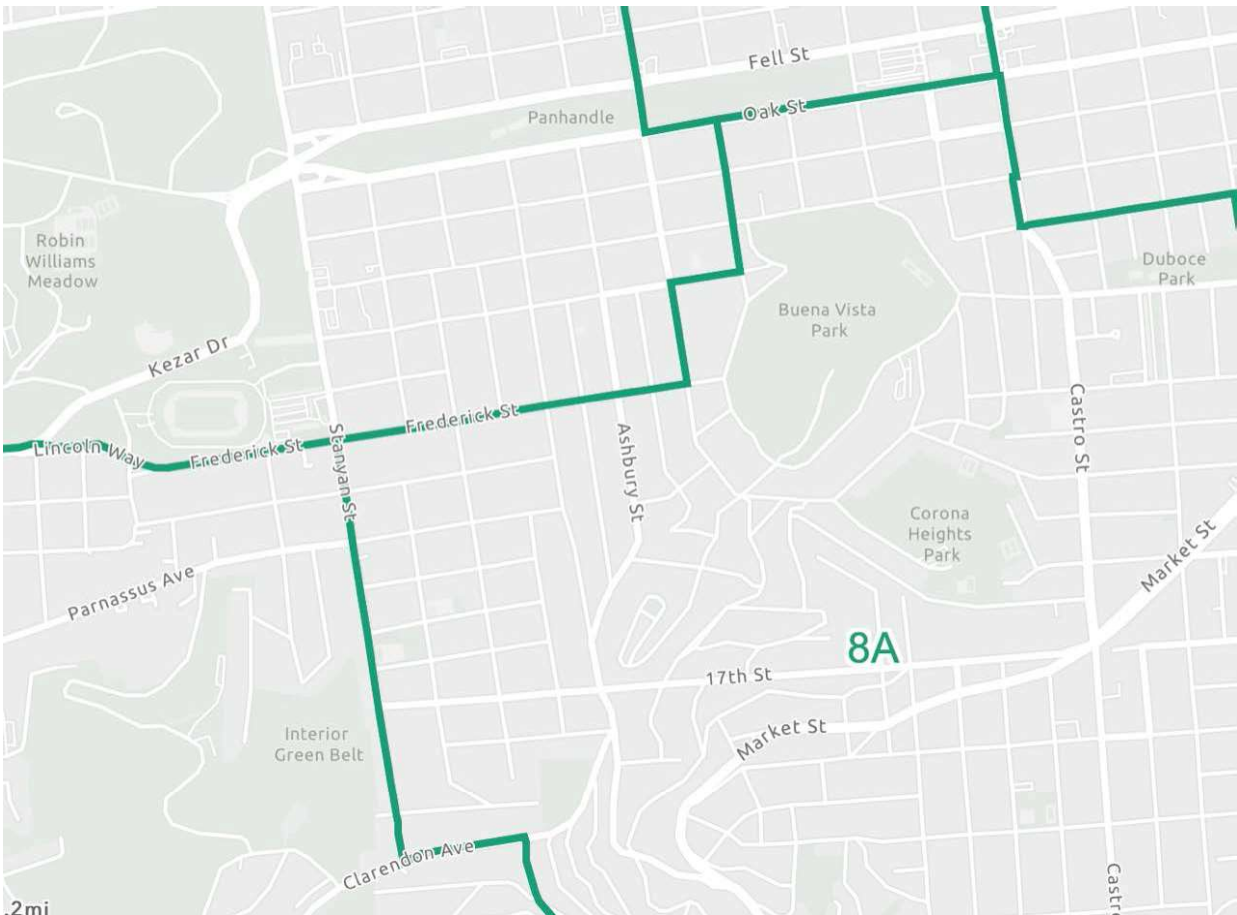 Fell St
Panhandle
Oak St
Robin
Williams
Meadow
Duboce
Park
Buena Vista
Park
Kezar Dr
Castro St
Frederick St
Lincoln Way
Frederick St
Stanyan St
Ashbury St
Corona
Heights
Park
Market St
Parnassus Ave
8A
17th St
Interior
Green Belt
Market St
Clarendon Ave
Castro
.2mi